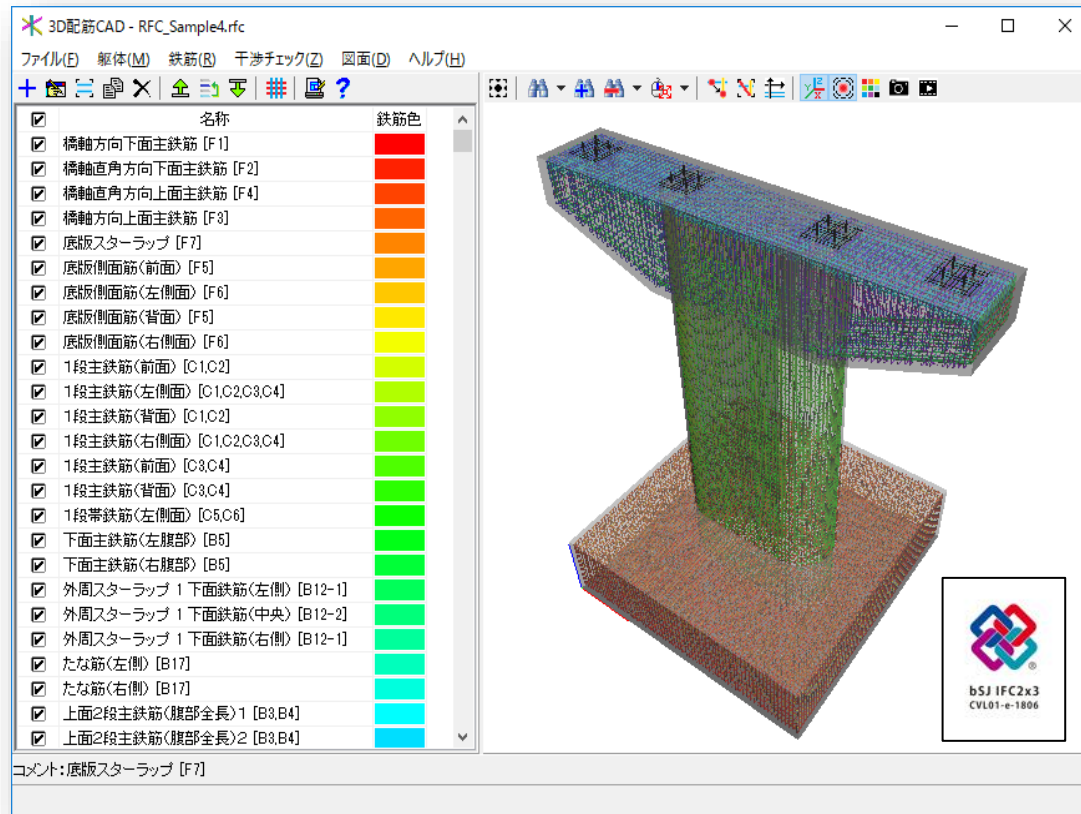 3D配筋CAD - RFC_Sample4.rfc
ファイル(F) 躯体(M) 鉄筋(R) 干渉チェック(Z) 図面(D) ヘルプ(H)
名称 鉄筋色
橋軸方向下面主鉄筋 [F1]
橋軸直角方向下面主鉄筋 [F2]
橋軸直角方向上面主鉄筋 [F4]
橋軸方向上面主鉄筋 [F3]
底版スターラップ [F7]
底版側面筋(前面) [F5]
底版側面筋(左側面) [F6]
底版側面筋(背面) [F5]
底版側面筋(右側面) [F6]
1段主鉄筋(前面) [C1,C2]
1段主鉄筋(左側面) [C1,C2,C3,C4]
1段主鉄筋(背面) [C1,C2]
1段主鉄筋(右側面) [C1,C2,C3,C4]
1段主鉄筋(前面) [C3,C4]
1段主鉄筋(背面) [C3,C4]
1段帯鉄筋(左側面) [C5,C6]
下面主鉄筋(左腹部) [B5]
下面主鉄筋(右腹部) [B5]
外周スターラップ 1 下面鉄筋(左側) [B12-1]
外周スターラップ 1 下面鉄筋(中央) [B12-2]
外周スターラップ 1 下面鉄筋(右側) [B12-1]
たな筋(左側) [B17]
たな筋(右側) [B17]
上面2段主鉄筋(腹部全長)1 [B3,B4]
上面2段主鉄筋(腹部全長)2 [B3,B4]
コメント:底版スターラップ [F7]
®
bSJ IFC2x3
CVL01-e-1806